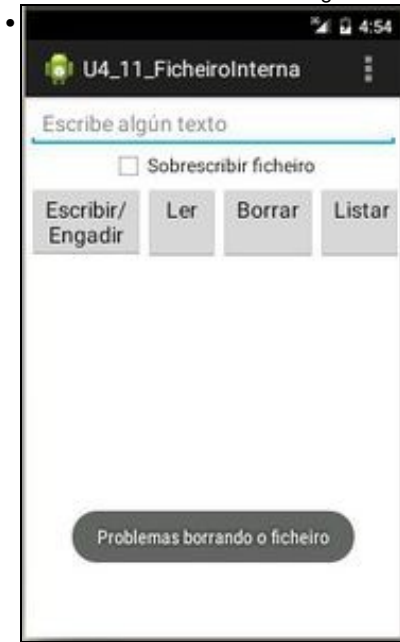 4:54
U4_11_FicheiroInterna
Escribe algún texto
Sobrescribir ficheiro
Escribir/
Engadir
Ler
Borrar
Listar
Problemas borrando o ficheiro